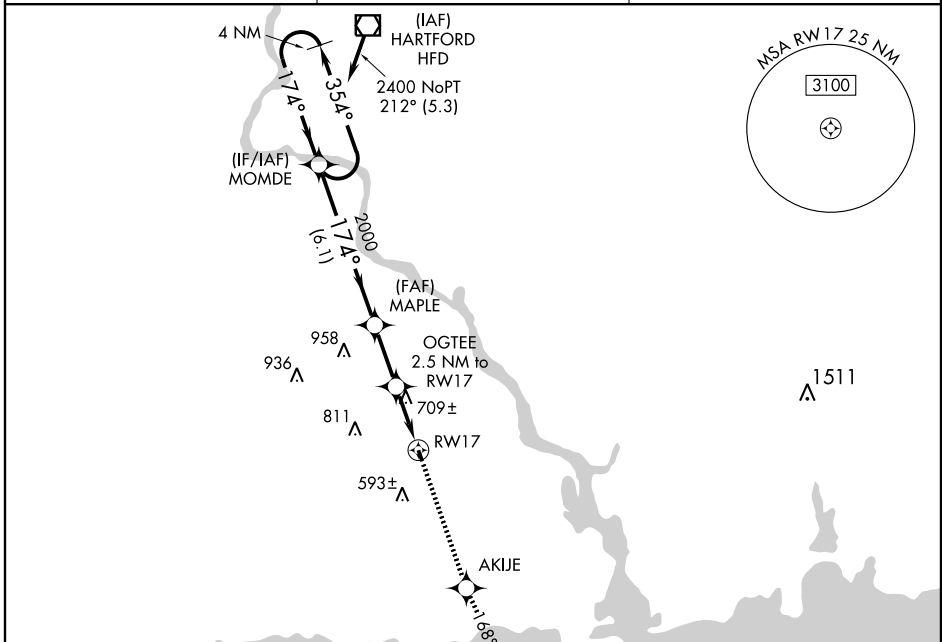 4 NM
(IAF)
HARTFORD
HFD
2400 NoPT
212° (5.3)
174°
354°
(IF/IAF)
MOMDE
174°
2000
(6.1)
(FAF)
MAPLE
OGTEE
2.5 NM to
RW17
958
936
709±
811
RW17
593±
AKIJE
168°
MSA RW17 25 NM
3100
1511